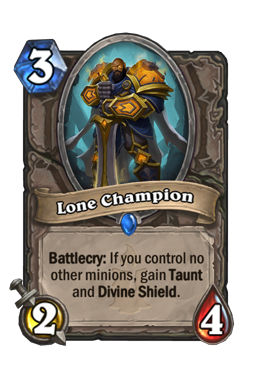 3
Lone Champion
Battlecry: If you control no
other minions, gain Taunt
and Divine Shield.
2
4